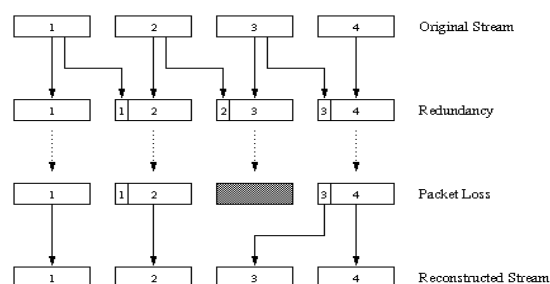 1 2 3 4 Original Stream
1 1 2 2 3 3 4 Redundancy
1 1 2 3 4 Packet Loss
1 2 3 4 Reconstructed Stream